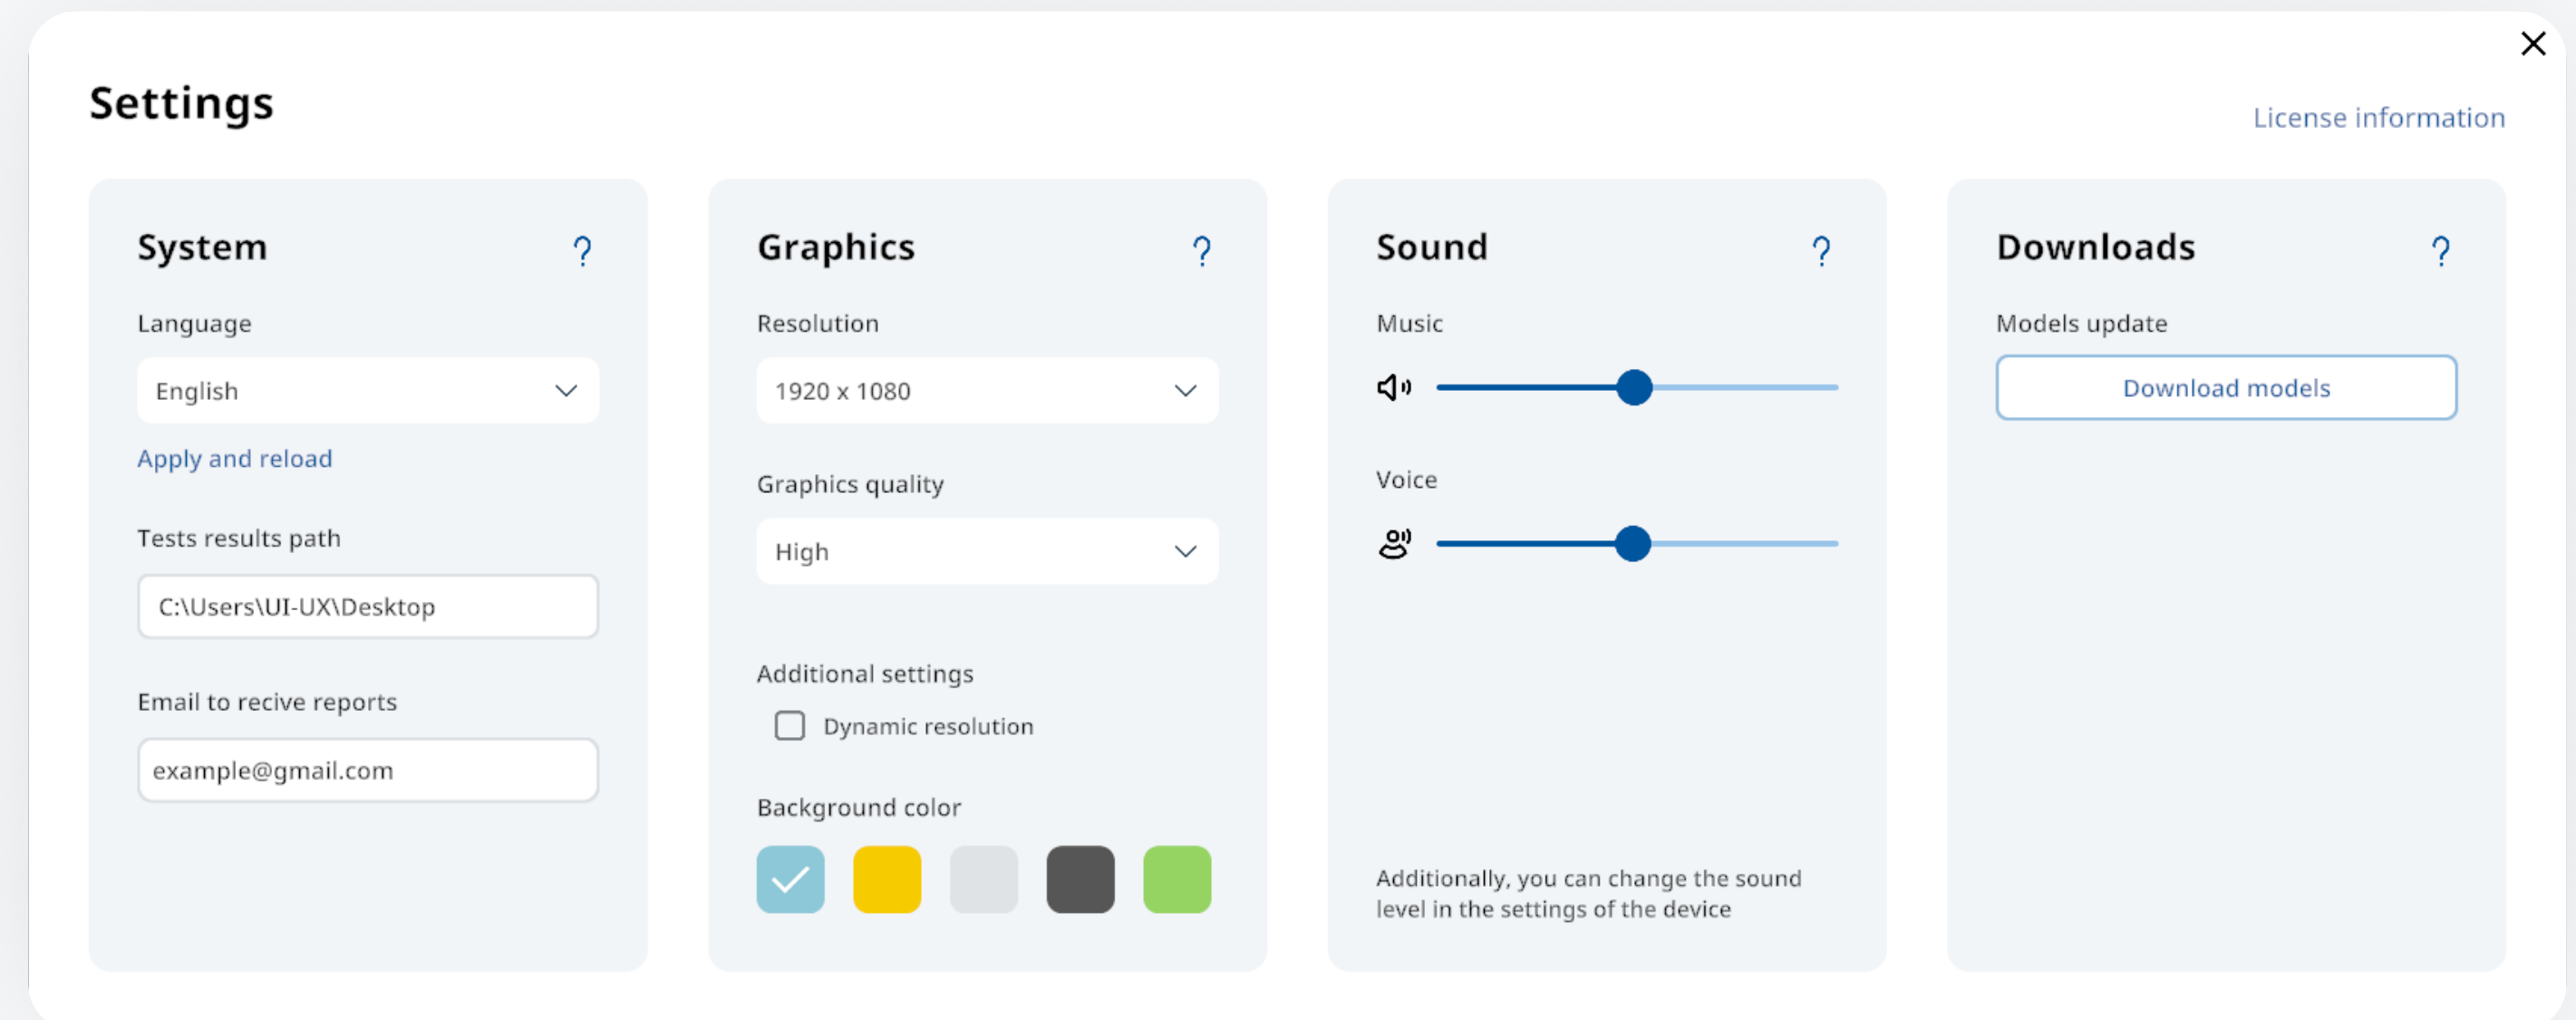 Settings
License information
System
?
Language
English
Apply and reload
Tests results path
C:\Users\UI-UX\Desktop
Email to recive reports
example@gmail.com
Graphics
?
Resolution
1920 x 1080
Graphics quality
High
Additional settings
Dynamic resolution
Background color
Sound
?
Music
Voice
Additionally, you can change the sound
level in the settings of the device
Downloads
?
Models update
Download models